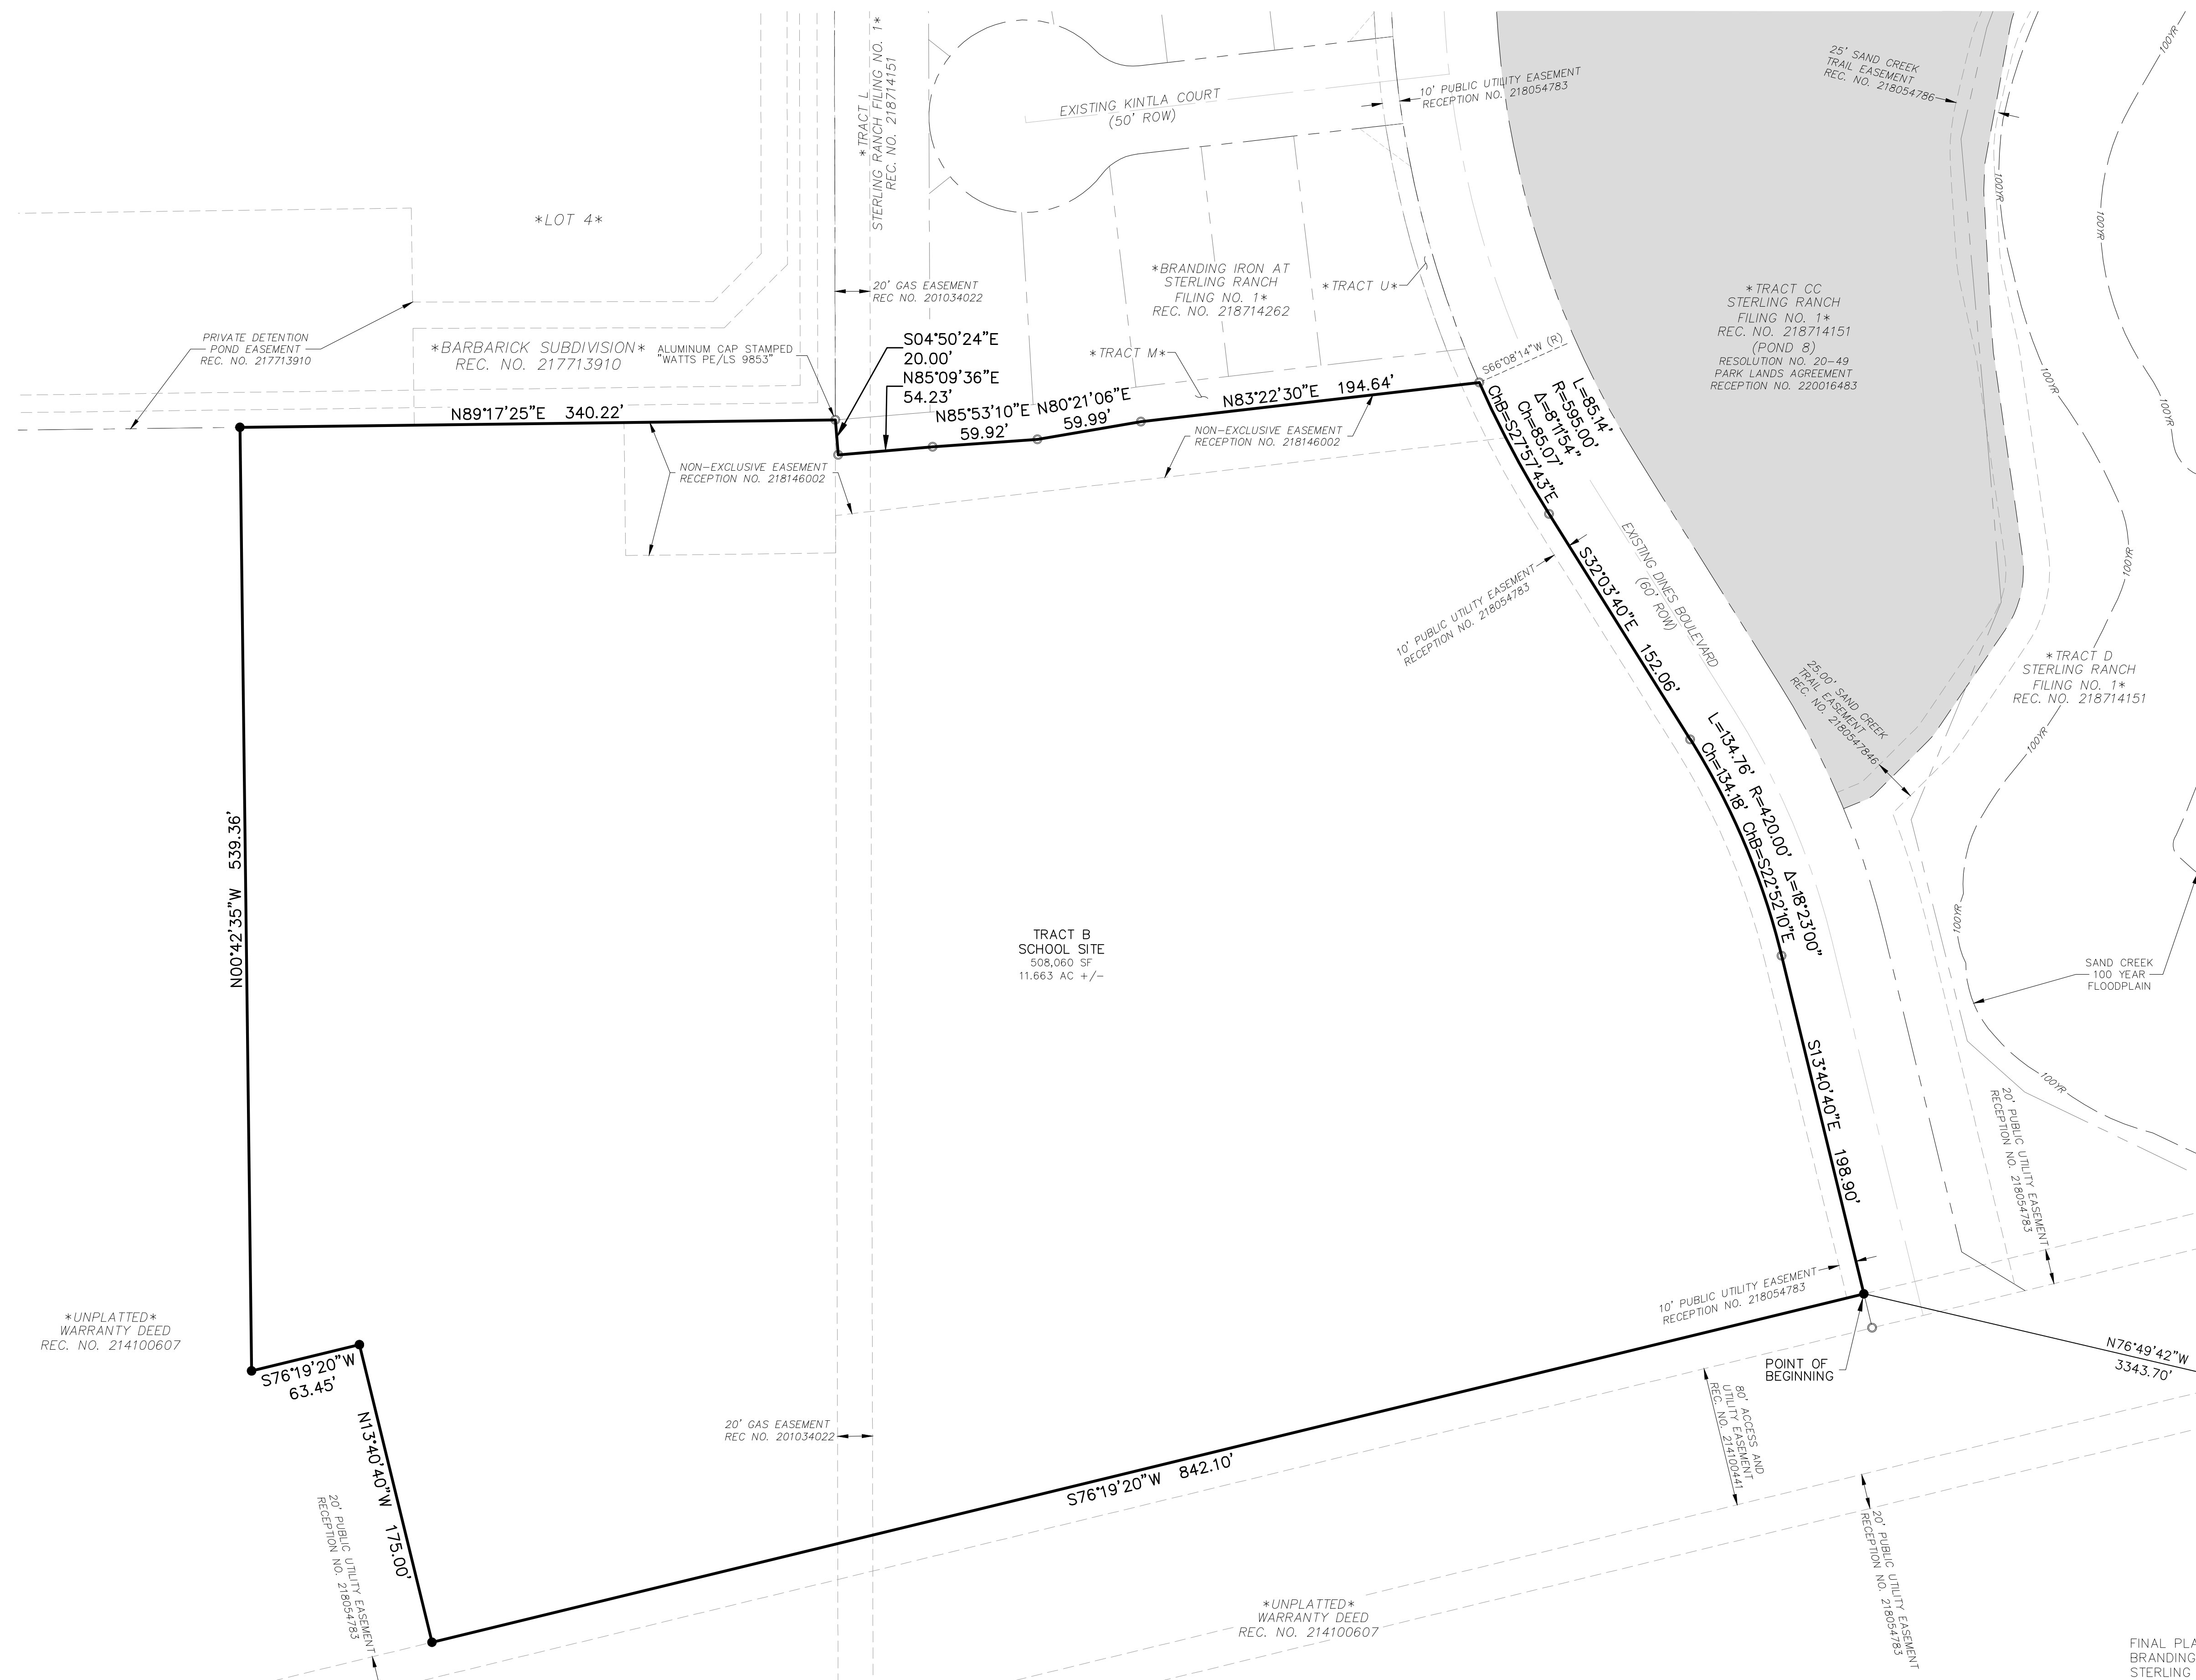 *TRACT L
STERLING RANCH FILING NO. 1*
REC. NO. 218714151
EXISTING KINTLA COURT
(50' ROW)
10' PUBLIC UTILITY EASEMENT
RECEPTION NO. 218054783
25' SAND CREEK
TRAIL EASEMENT
REC. NO. 218054786
100YR
100YR
100YR
*LOT 4*
PRIVATE DETENTION
POND EASEMENT
REC. NO. 217713910
*BARBARICK SUBDIVISION*
REC. NO. 217713910
ALUMINUM CAP STAMPED
"WATTS PE/LS 9853"
20' GAS EASEMENT
REC NO. 201034022
*BRANDING IRON AT
STERLING RANCH
FILING NO. 1*
REC. NO. 218714262
*TRACT U*
*TRACT M*
*TRACT CC
STERLING RANCH
FILING NO. 1*
REC. NO. 218714151
(POND 8)
RESOLUTION NO. 20-49
PARK LANDS AGREEMENT
RECEPTION NO. 220016483
S04°50'24"E
20.00'
N85°09'36"E
54.23'
N89°17'25"E 340.22'
N85°53'10"E
59.92'
N80°21'06"E
59.99'
N83°22'30"E 194.64'
S66°08'14"W (R)
L=85.14'
R=595.00'
Δ=8°11'54"
Ch=85.07'
ChB=S27°57'43"E
NON-EXCLUSIVE EASEMENT
RECEPTION NO. 218146002
NON-EXCLUSIVE EASEMENT
RECEPTION NO. 218146002
100YR
100YR
100YR
100YR
EXISTING DINES BOULEVARD
(60' ROW)
S32°03'40"E 152.06'
10' PUBLIC UTILITY EASEMENT
RECEPTION NO. 218054783
25.00' SAND CREEK
TRAIL EASEMENT
REC. NO. 2180547846
*TRACT D
STERLING RANCH
FILING NO. 1*
REC. NO. 218714151
L=134.76' R=420.00' Δ=18°23'00"
Ch=134.18' ChB=S22°52'10"E
N00°42'35"W 539.36'
TRACT B
SCHOOL SITE
508,060 SF
11.663 AC +/-
100YR
SAND CREEK
100 YEAR
FLOODPLAIN
100YR
S13°40'40"E 198.90'
20' PUBLIC UTILITY EASEMENT
RECEPTION NO. 218054783
10' PUBLIC UTILITY EASEMENT
RECEPTION NO. 218054783
*UNPLATTED*
WARRANTY DEED
REC. NO. 214100607
S76°19'20"W
63.45'
POINT OF
BEGINNING
N76°49'42"W
3343.70'
80' ACCESS AND
UTILITY EASEMENT
REC. NO. 214100441
N13°40'40"W 175.00'
20' GAS EASEMENT
REC NO. 201034022
S76°19'20"W 842.10'
20' PUBLIC UTILITY EASEMENT
RECEPTION NO. 218054783
20' PUBLIC UTILITY EASEMENT
RECEPTION NO. 218054783
*UNPLATTED*
WARRANTY DEED
REC. NO. 214100607
FINAL PLA
BRANDING
STERLING